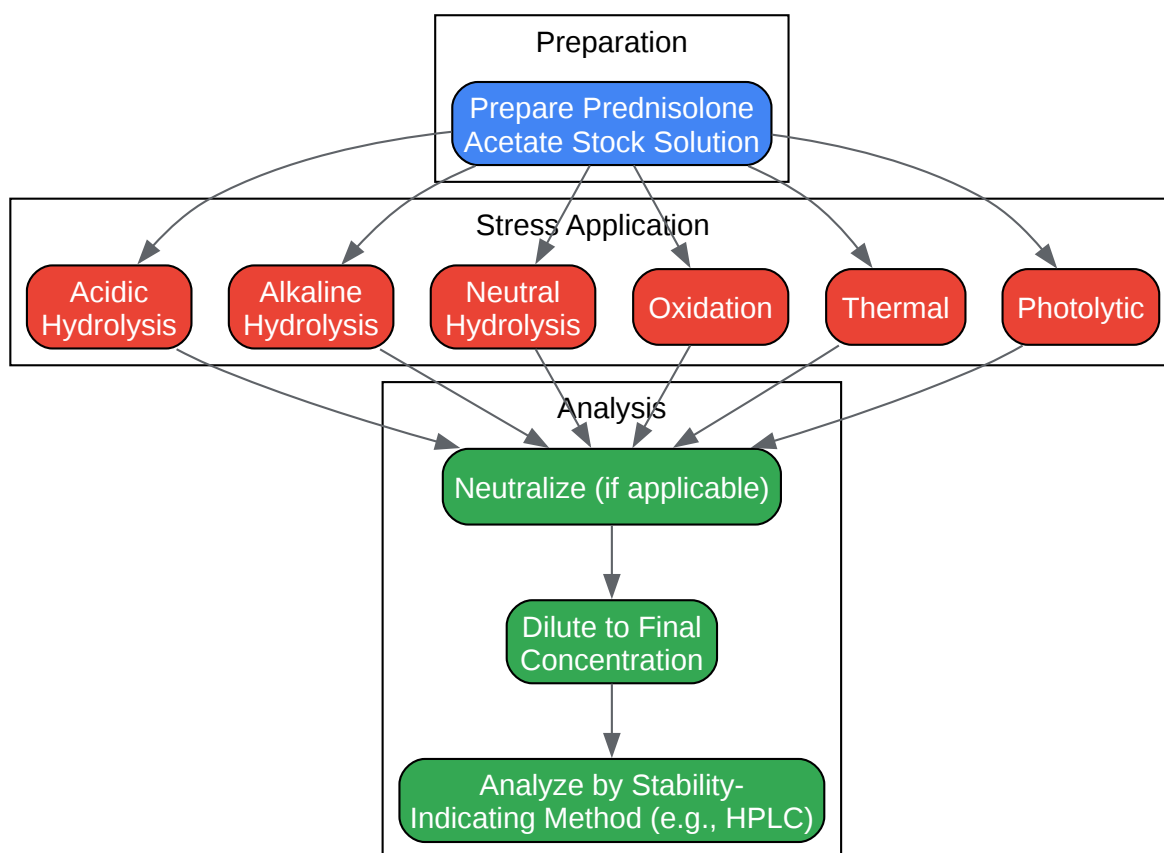 Preparation
Prepare Prednisolone
Acetate Stock Solution
Stress Application
Acidic
Hydrolysis
Alkaline
Hydrolysis
Neutral
Hydrolysis
Oxidation
Thermal
Photolytic
Analysis
Neutralize (if applicable)
Dilute to Final
Concentration
Analyze by Stability-
Indicating Method (e.g., HPLC)